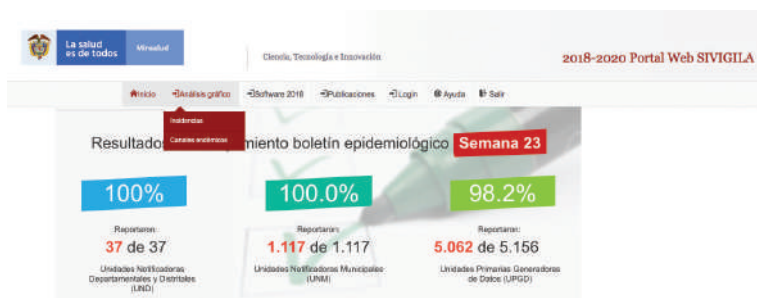 La salud
es de todos
Minsalud
Ciencia, Tecnología e Innovación
2018-2020 Portal Web SIVIGILA
Inicio
Análisis gráfico
Software 2018
Publicaciones
Login
Ayuda
Salir
Incidencias
Canales endémicos
Resultado
miento boletín epidemiológico
Semana 23
100%
100.0%
98.2%
Reportaron:
Reportaron:
Reportaron:
37 de 37
1.117 de 1.117
5.062 de 5.156
Unidades Notificadoras
Departamentales y Distritales
(UND)
Unidades Notificadoras Municipales
(UNM)
Unidades Primarias Generadoras
de Datos (UPGD)